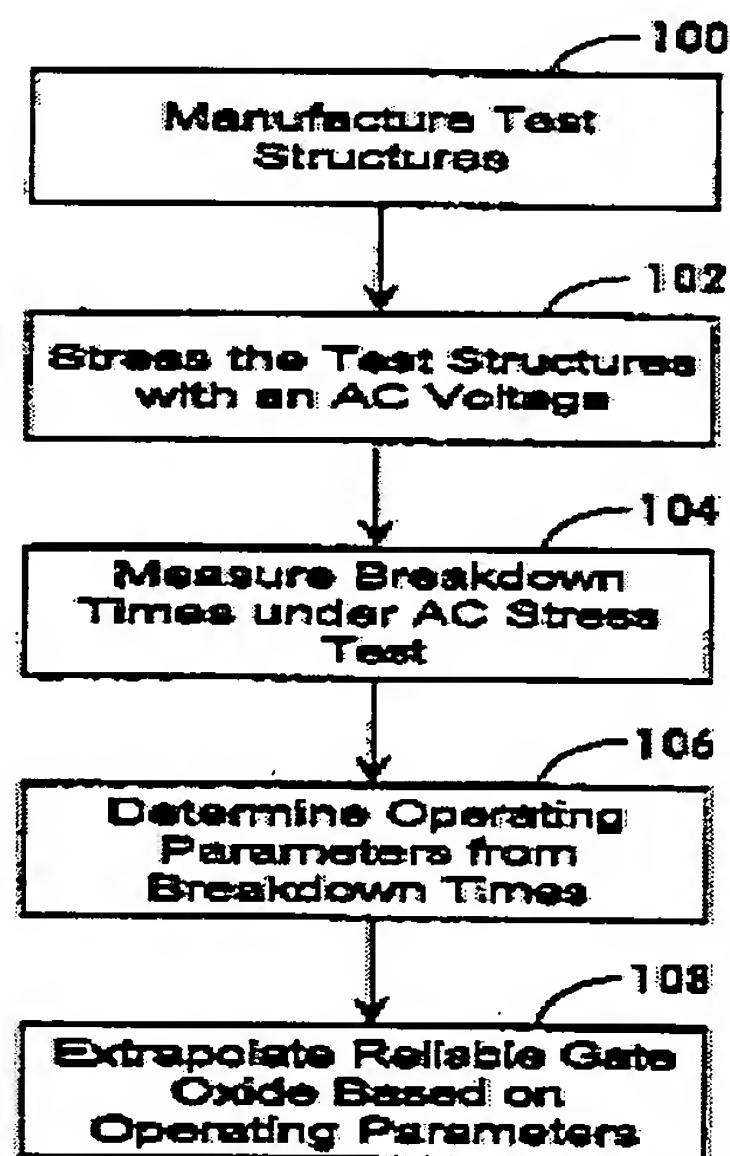 100
Manufacture Test
Structures
102
Stress the Test Structures
with an AC Voltage
104
Measure Breakdown
Times under AC Stress
Test
106
Determine Operating
Parameters from
Breakdown Times
108
Extrapolate Reliable Gate
Oxide Based on
Operating Parameters